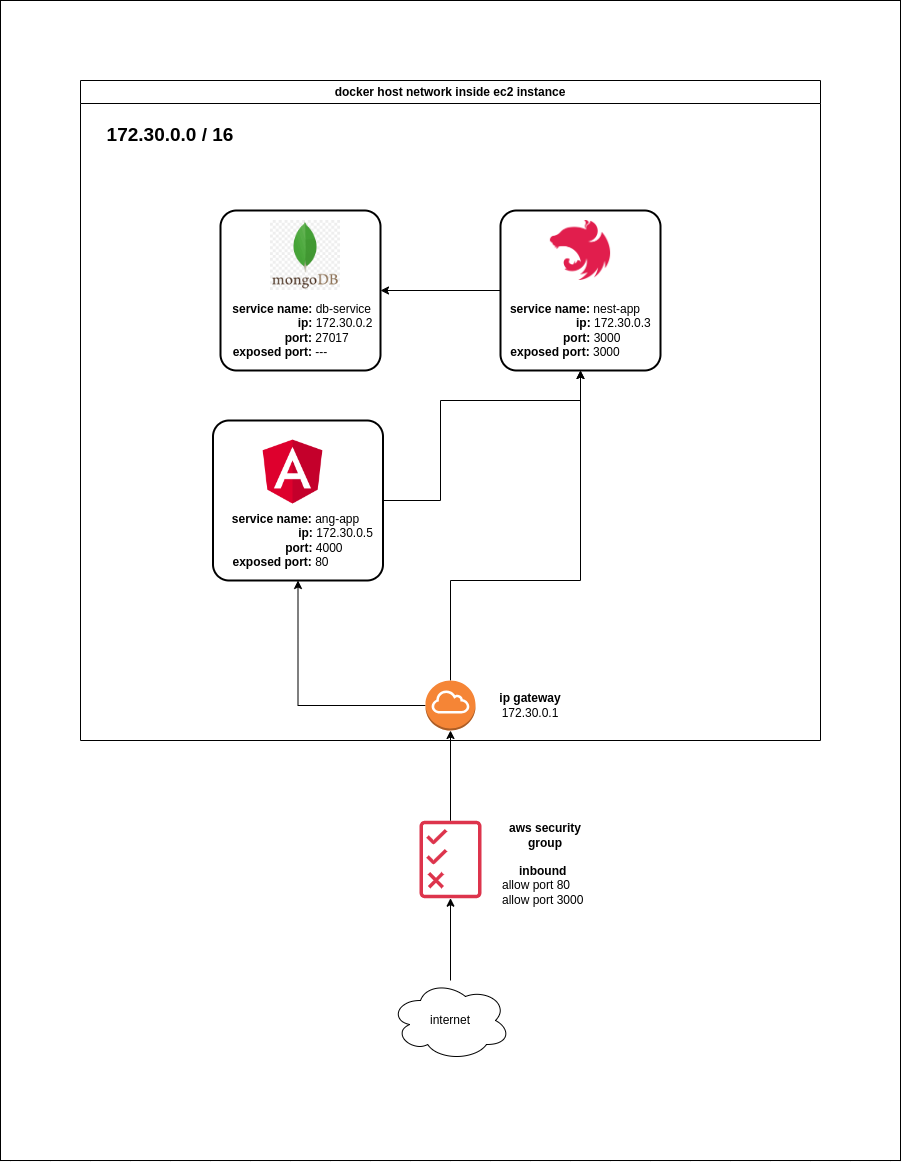 docker host network inside ec2 instance
172.30.0.0 / 16
mongoDB
service name: db-service
ip: 172.30.0.2
port: 27017
exposed port: ---
service name: nest-app
ip: 172.30.0.3
port: 3000
exposed port: 3000
A
service name: ang-app
ip: 172.30.0.5
port: 4000
exposed port: 80
ip gateway
172.30.0.1
aws security
group
inbound
allow port 80
allow port 3000
internet